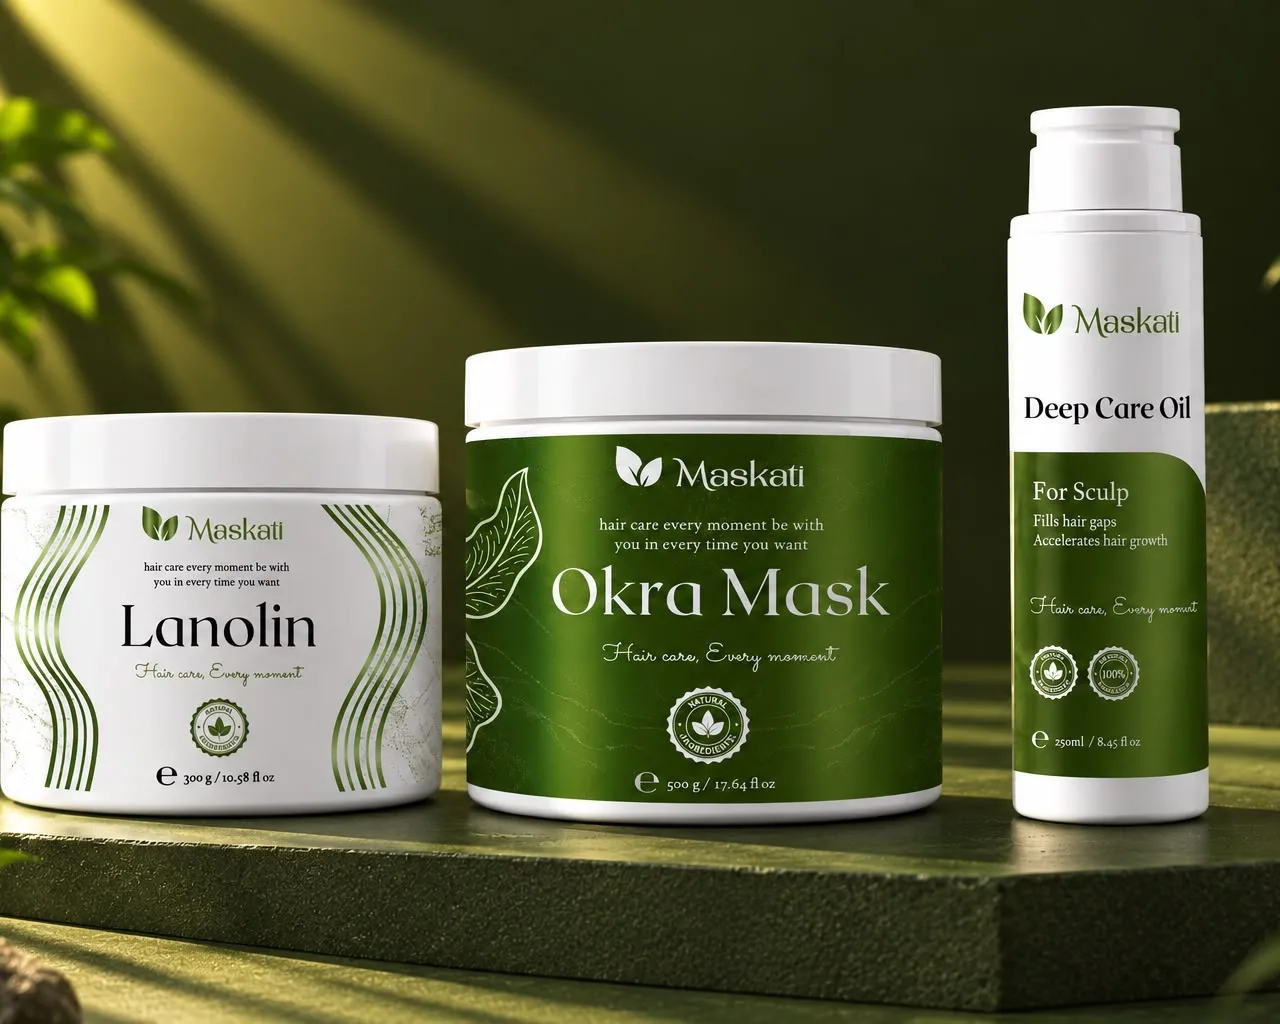 Maskati
hair care every moment be with
you in every time you want
Lanolin
Hair care, Every moment
NATURAL
℮ 300 g / 10.58 fl oz
Maskati
hair care every moment be with
you in every time you want
Okra Mask
Hair care, Every moment
NATURAL
INGREDIENTS
℮ 500 g / 17.64 fl oz
Maskati
Deep Care Oil
For Sculp
Fills hair gaps
Accelerates hair growth
Hair care, Every moment
100%
℮ 250ml / 8.45 fl oz